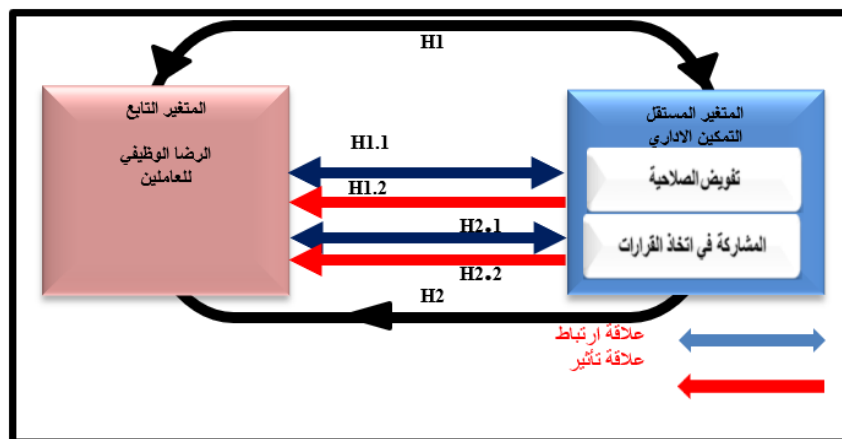 H1
المتغير المستقل
التمكين الاداري
تفويض الصلاحية
المشاركة في اتخاذ القرارات
المتغير التابع
الرضا الوظيفي
للعاملين
H1.1
H1.2
H2.1
H2.2
H2
علاقة ارتباط
علاقة تأثير